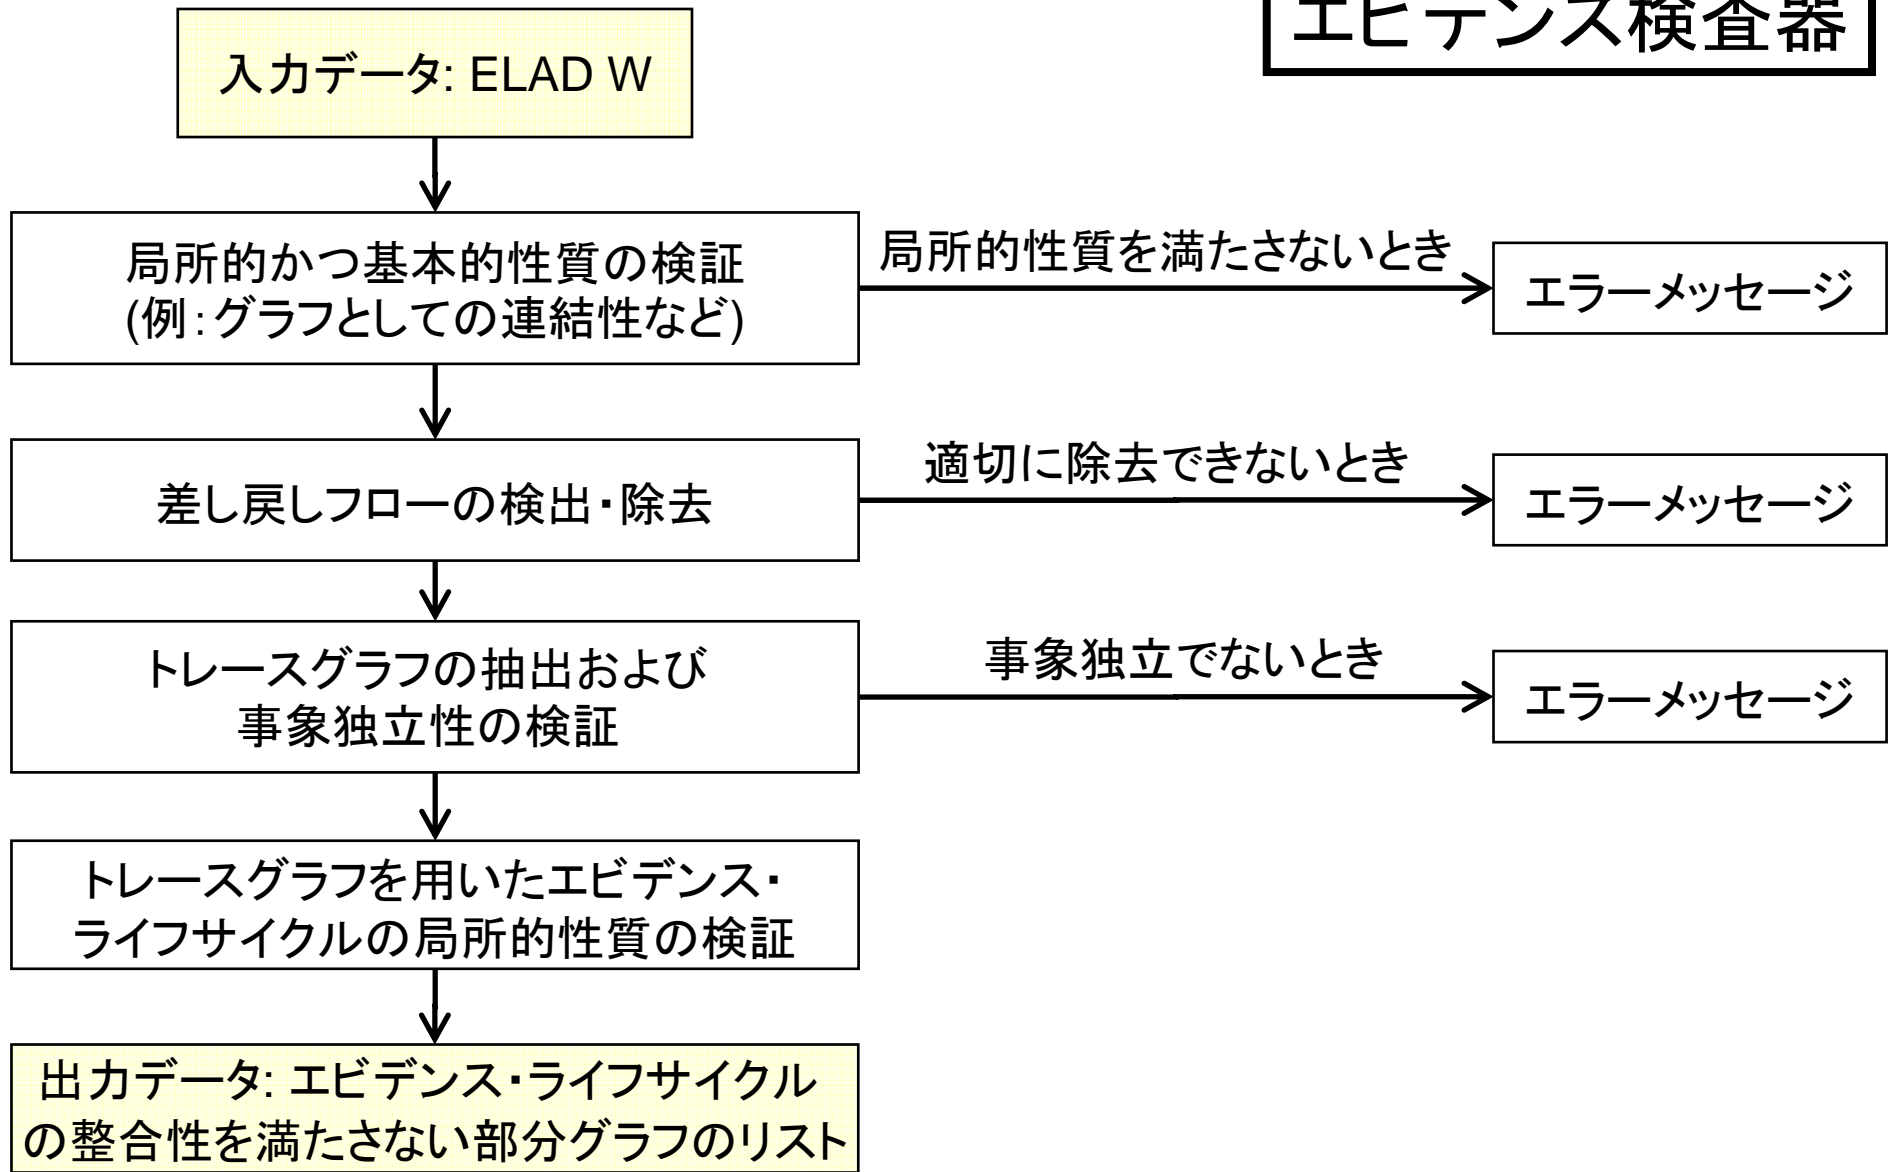 エビデンス検査器
入力データ: ELAD W
局所的かつ基本的性質の検証
(例：グラフとしての連結性など)
局所的性質を満たさないとき
エラーメッセージ
差し戻しフローの検出・除去
適切に除去できないとき
エラーメッセージ
トレースグラフの抽出および
事象独立性の検証
事象独立でないとき
エラーメッセージ
トレースグラフを用いたエビデンス・
ライフサイクルの局所的性質の検証
出力データ: エビデンス・ライフサイクル
の整合性を満たさない部分グラフのリスト